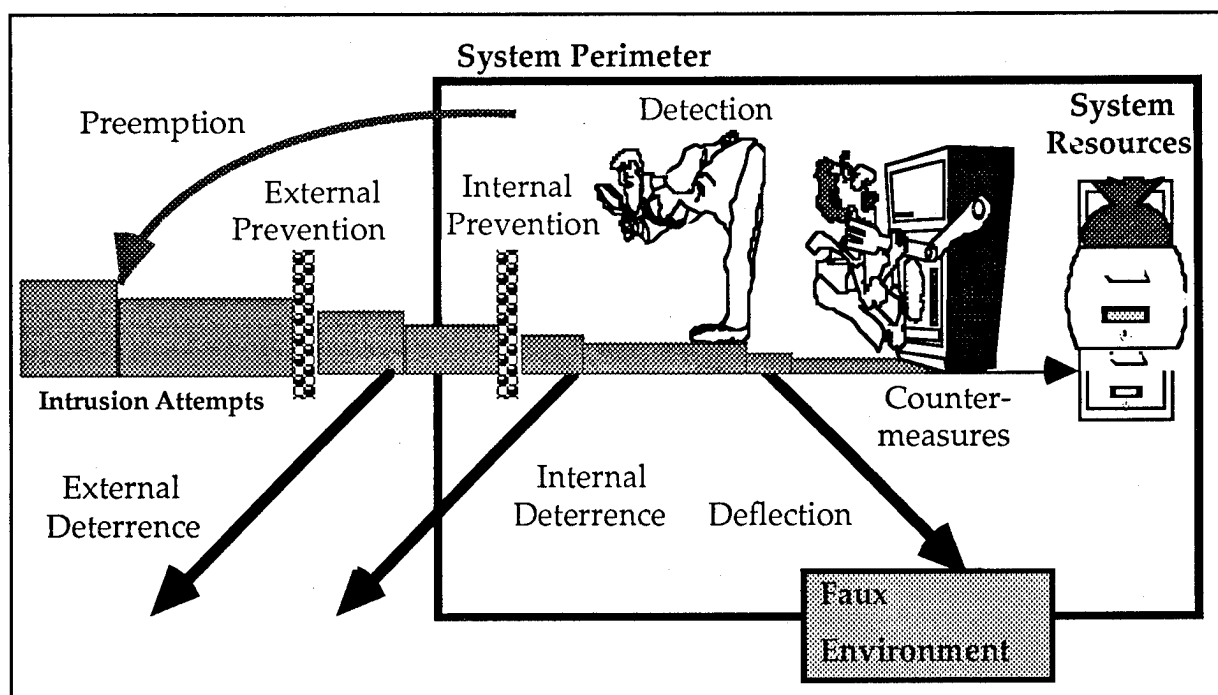 System Perimeter
Preemption
Detection
System
Resources
External
Prevention
Internal
Prevention
Intrusion Attempts
Counter-
measures
External
Deterrence
Internal
Deterrence
Deflection
Faux
Environment